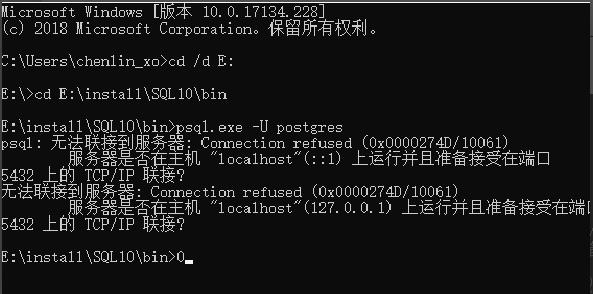 Microsoft Windows [版本 10.0.17134.228]
(c) 2018 Microsoft Corporation。保留所有权利。
C:\Users\chenlin_xo>cd /d E:
E:\>cd E:\install\SQL10\bin
E:\install\SQL10\bin>psql.exe -U postgres
psql: 无法联接到服务器: Connection refused (0x0000274D/10061)
服务器是否在主机 "localhost"(::1) 上运行并且准备接受在端口
5432 上的 TCP/IP 联接?
无法联接到服务器: Connection refused (0x0000274D/10061)
服务器是否在主机 "localhost"(127.0.0.1) 上运行并且准备接受在端口
5432 上的 TCP/IP 联接?
E:\install\SQL10\bin>0